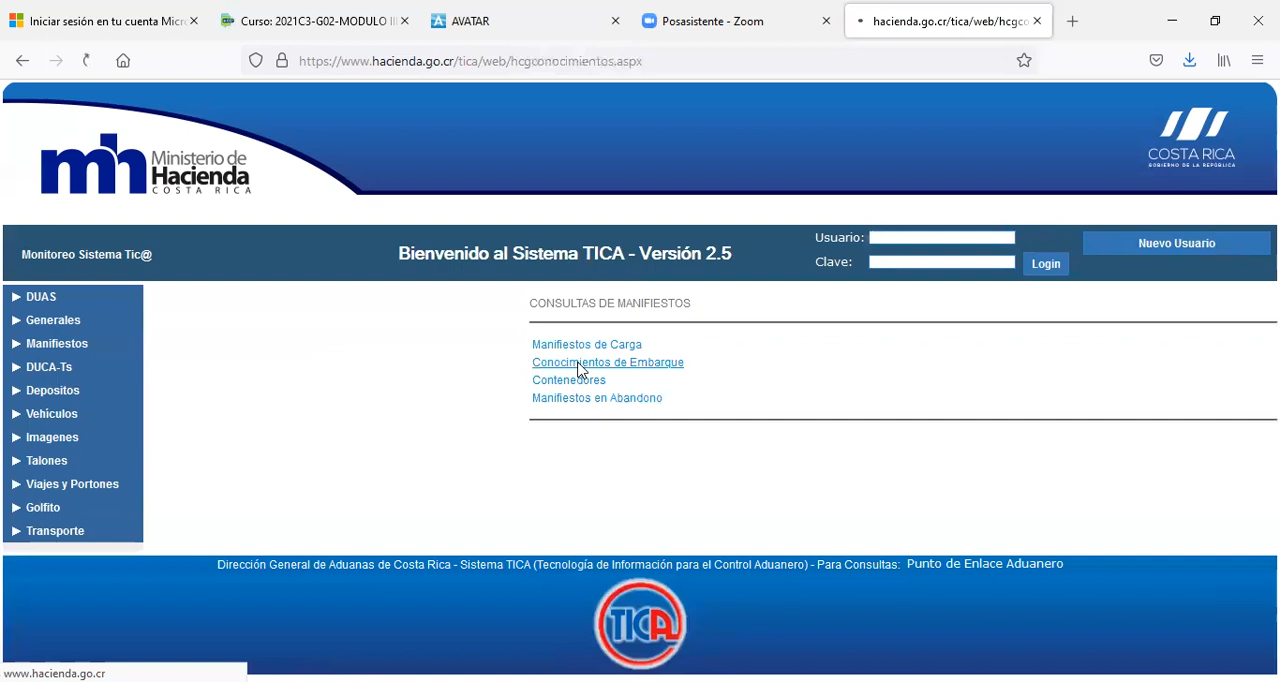 Iniciar sesión en tu cuenta Micro
Curso: 2021C3-G02-MODULO III
AVATAR
Posasistente - Zoom
hacienda.go.cr/tica/web/hcgco
https://www.hacienda.go.cr/tica/web/hcgconocimientos.aspx
mh Ministerio de
Hacienda
COSTA RICA
COSTA RICA
GOBIERNO DE LA REPÚBLICA
Monitoreo Sistema Tic@
Bienvenido al Sistema TICA - Versión 2.5
Usuario:
Clave:
Login
Nuevo Usuario
DUAS
Generales
Manifiestos
DUCA-Ts
Depositos
Vehículos
Imagenes
Talones
Viajes y Portones
Golfito
Transporte
CONSULTAS DE MANIFIESTOS
Manifiestos de Carga
Conocimientos de Embarque
Contenedores
Manifiestos en Abandono
Dirección General de Aduanas de Costa Rica - Sistema TICA (Tecnología de Información para el Control Aduanero) - Para Consultas: Punto de Enlace Aduanero
TICA
www.hacienda.go.cr